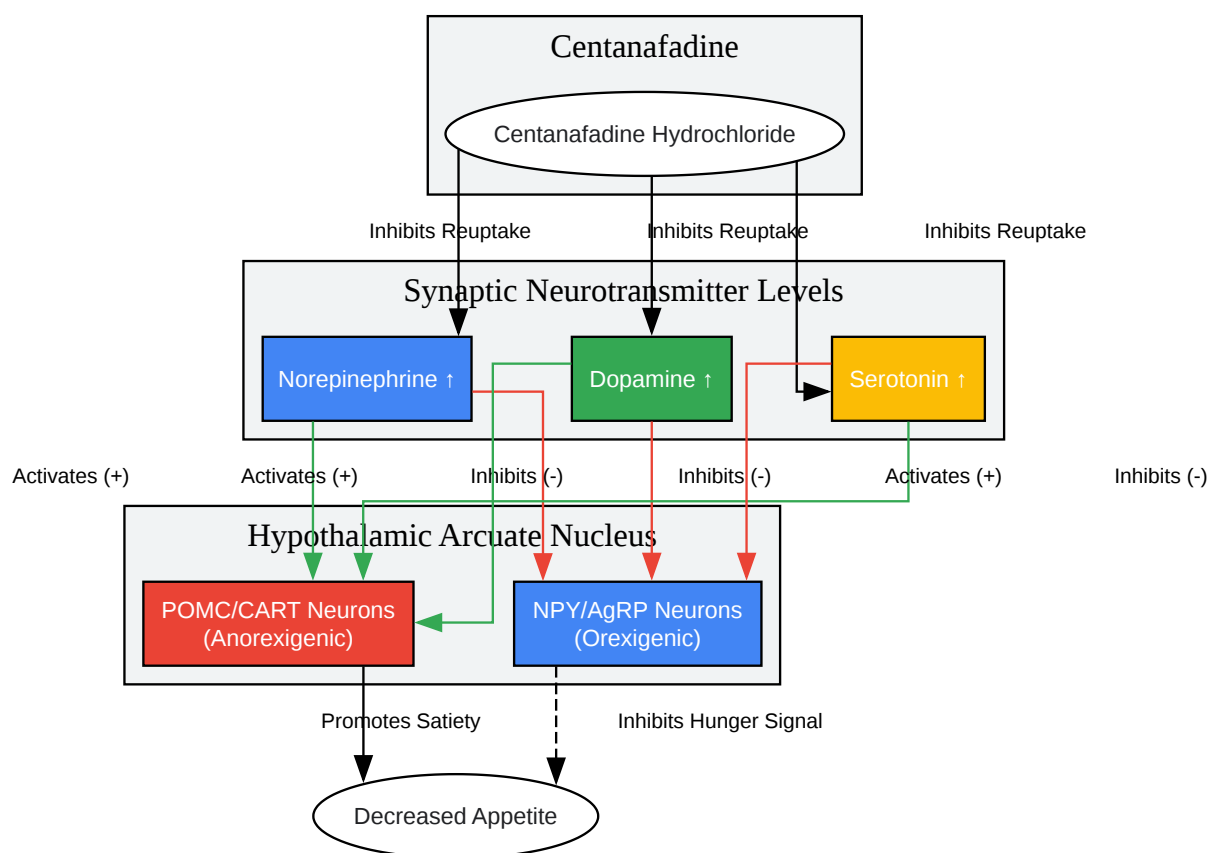 Centanafadine
Centanafadine Hydrochloride
Inhibits Reuptake
Inhibits Reuptake
Inhibits Reuptake
Synaptic Neurotransmitter Levels
Norepinephrine ↑
Dopamine ↑
Serotonin ↑
Activates (+)
Activates (+)
Inhibits (-)
Inhibits (-)
Activates (+)
Inhibits (-)
Hypothalamic Arcuate Nucleus
POMC/CART Neurons
(Anorexigenic)
NPY/AgRP Neurons
(Orexigenic)
Promotes Satiety
Inhibits Hunger Signal
Decreased Appetite